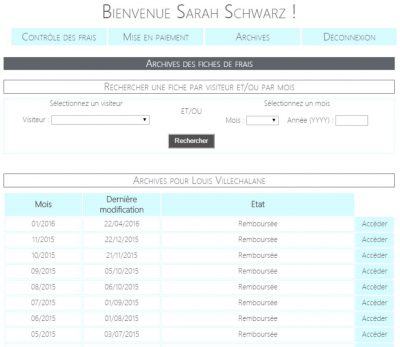 Bienvenue Sarah Schwarz !
Contrôle des frais Mise en paiement Archives Déconnexion
Archives des fiches de frais
Rechercher une fiche par visiteur et/ou par mois
Sélectionnez un visiteur ET/OU Sélectionnez un mois
Visiteur : Mois : Année (YYYY) :
Rechercher
Archives pour Louis Villechalane
Mois Dernière modification Etat
01/2016 22/04/2016 Remboursée Accéder
11/2015 22/12/2015 Remboursée Accéder
10/2015 21/11/2015 Remboursée Accéder
09/2015 05/10/2015 Remboursée Accéder
08/2015 06/10/2015 Remboursée Accéder
07/2015 01/09/2015 Remboursée Accéder
06/2015 01/08/2015 Remboursée Accéder
05/2015 03/07/2015 Remboursée Accéder